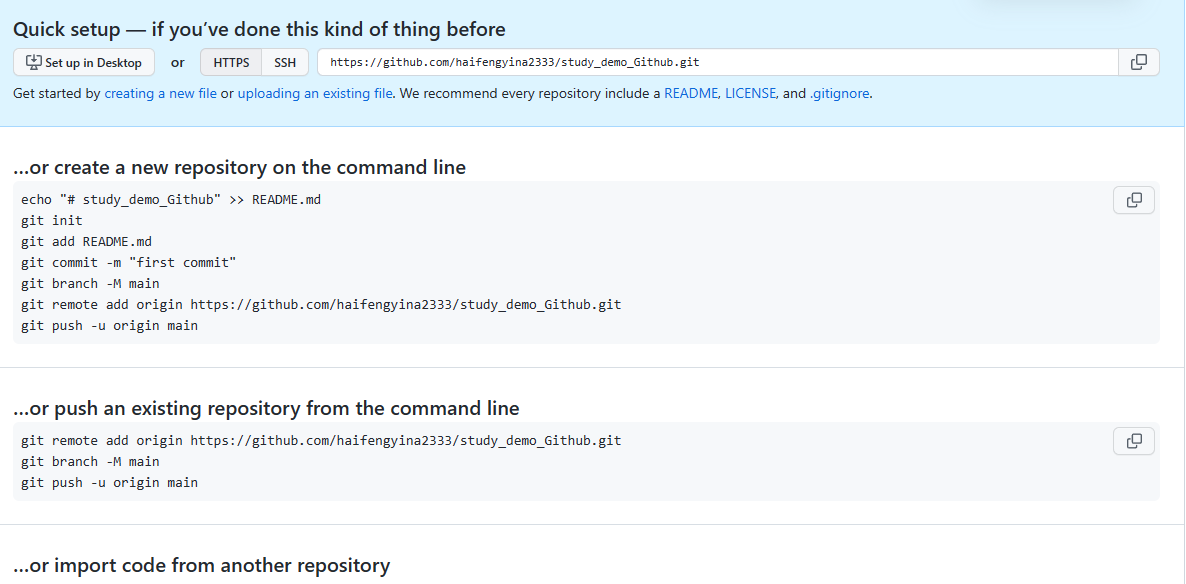 Quick setup — if you've done this kind of thing before
Set up in Desktop or HTTPS SSH https://github.com/haifengyina2333/study_demo_Github.git
Get started by creating a new file or uploading an existing file. We recommend every repository include a README, LICENSE, and .gitignore.
…or create a new repository on the command line
echo "# study_demo_Github" >> README.md
git init
git add README.md
git commit -m "first commit"
git branch -M main
git remote add origin https://github.com/haifengyina2333/study_demo_Github.git
git push -u origin main
…or push an existing repository from the command line
git remote add origin https://github.com/haifengyina2333/study_demo_Github.git
git branch -M main
git push -u origin main
…or import code from another repository